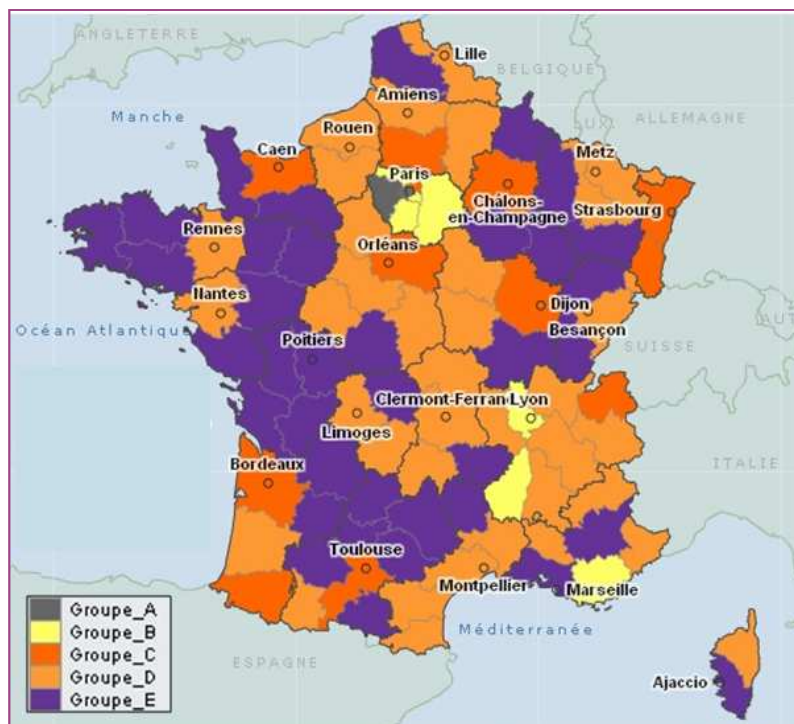 ANGLETERRE
Lille
BELGIQUE
Amiens
Manche
ALLEMAGNE
Rouen
LUX
Caen
Metz
Paris
Châlons-
en-Champagne
Strasbourg
Rennes
Orléans
Nantes
Dijon
Océan Atlantique
Besançon
AUT
Poitiers
SUISSE
Clermont-Ferran
Lyon
Limoges
Bordeaux
ITALIE
Toulouse
Montpellier
Marseille
Groupe_A
Groupe_B
Méditerranée
Groupe_C
ESPAGNE
Groupe_D
Ajaccio
Groupe_E